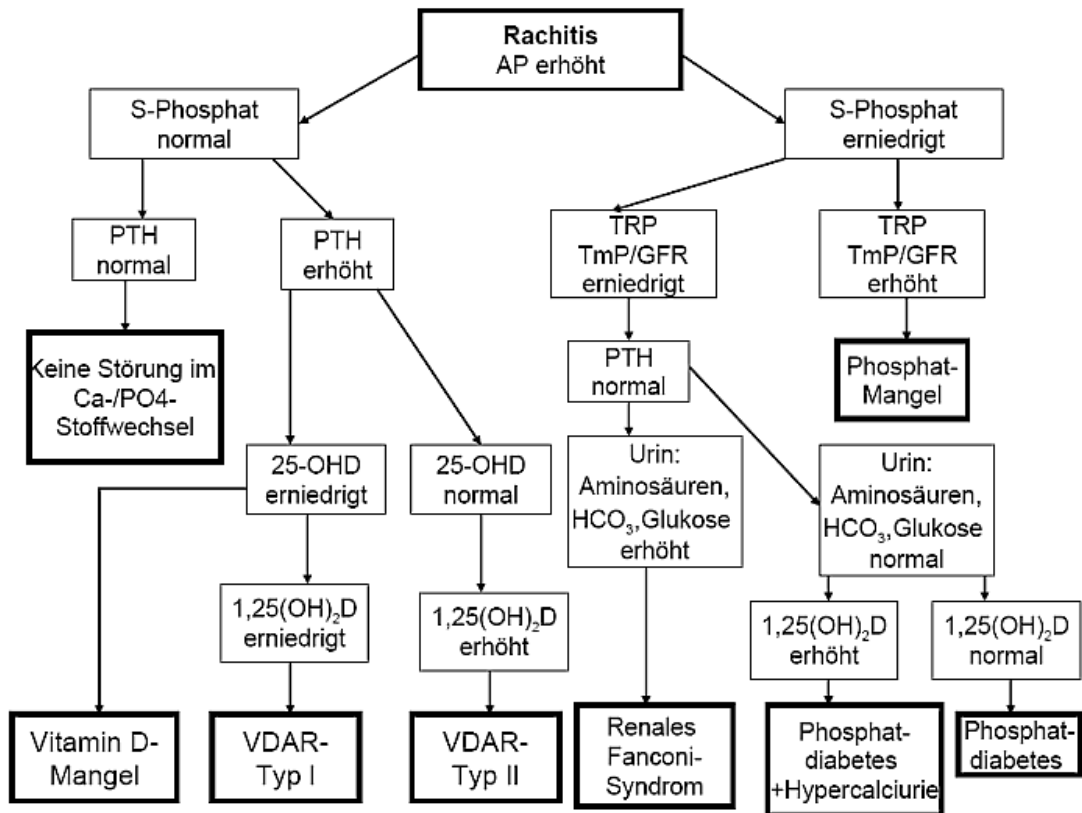 Rachitis
AP erhöht
S-Phosphat
normal
S-Phosphat
erniedrigt
PTH
normal
PTH
erhöht
TRP
TmP/GFR
erniedrigt
TRP
TmP/GFR
erhöht
Keine Störung im
Ca-/PO4-
Stoffwechsel
PTH
normal
Phosphat-
Mangel
25-OHD
erniedrigt
25-OHD
normal
Urin:
Aminosäuren,
HCO₃,Glukose
erhöht
Urin:
Aminosäuren,
HCO₃,Glukose
normal
1,25(OH)₂D
erniedrigt
1,25(OH)₂D
erhöht
1,25(OH)₂D
erhöht
1,25(OH)₂D
normal
Vitamin D-
Mangel
VDAR-
Typ I
VDAR-
Typ II
Renales
Fanconi-
Syndrom
Phosphat-
diabetes
+Hypercalciurie
Phosphat-
diabetes